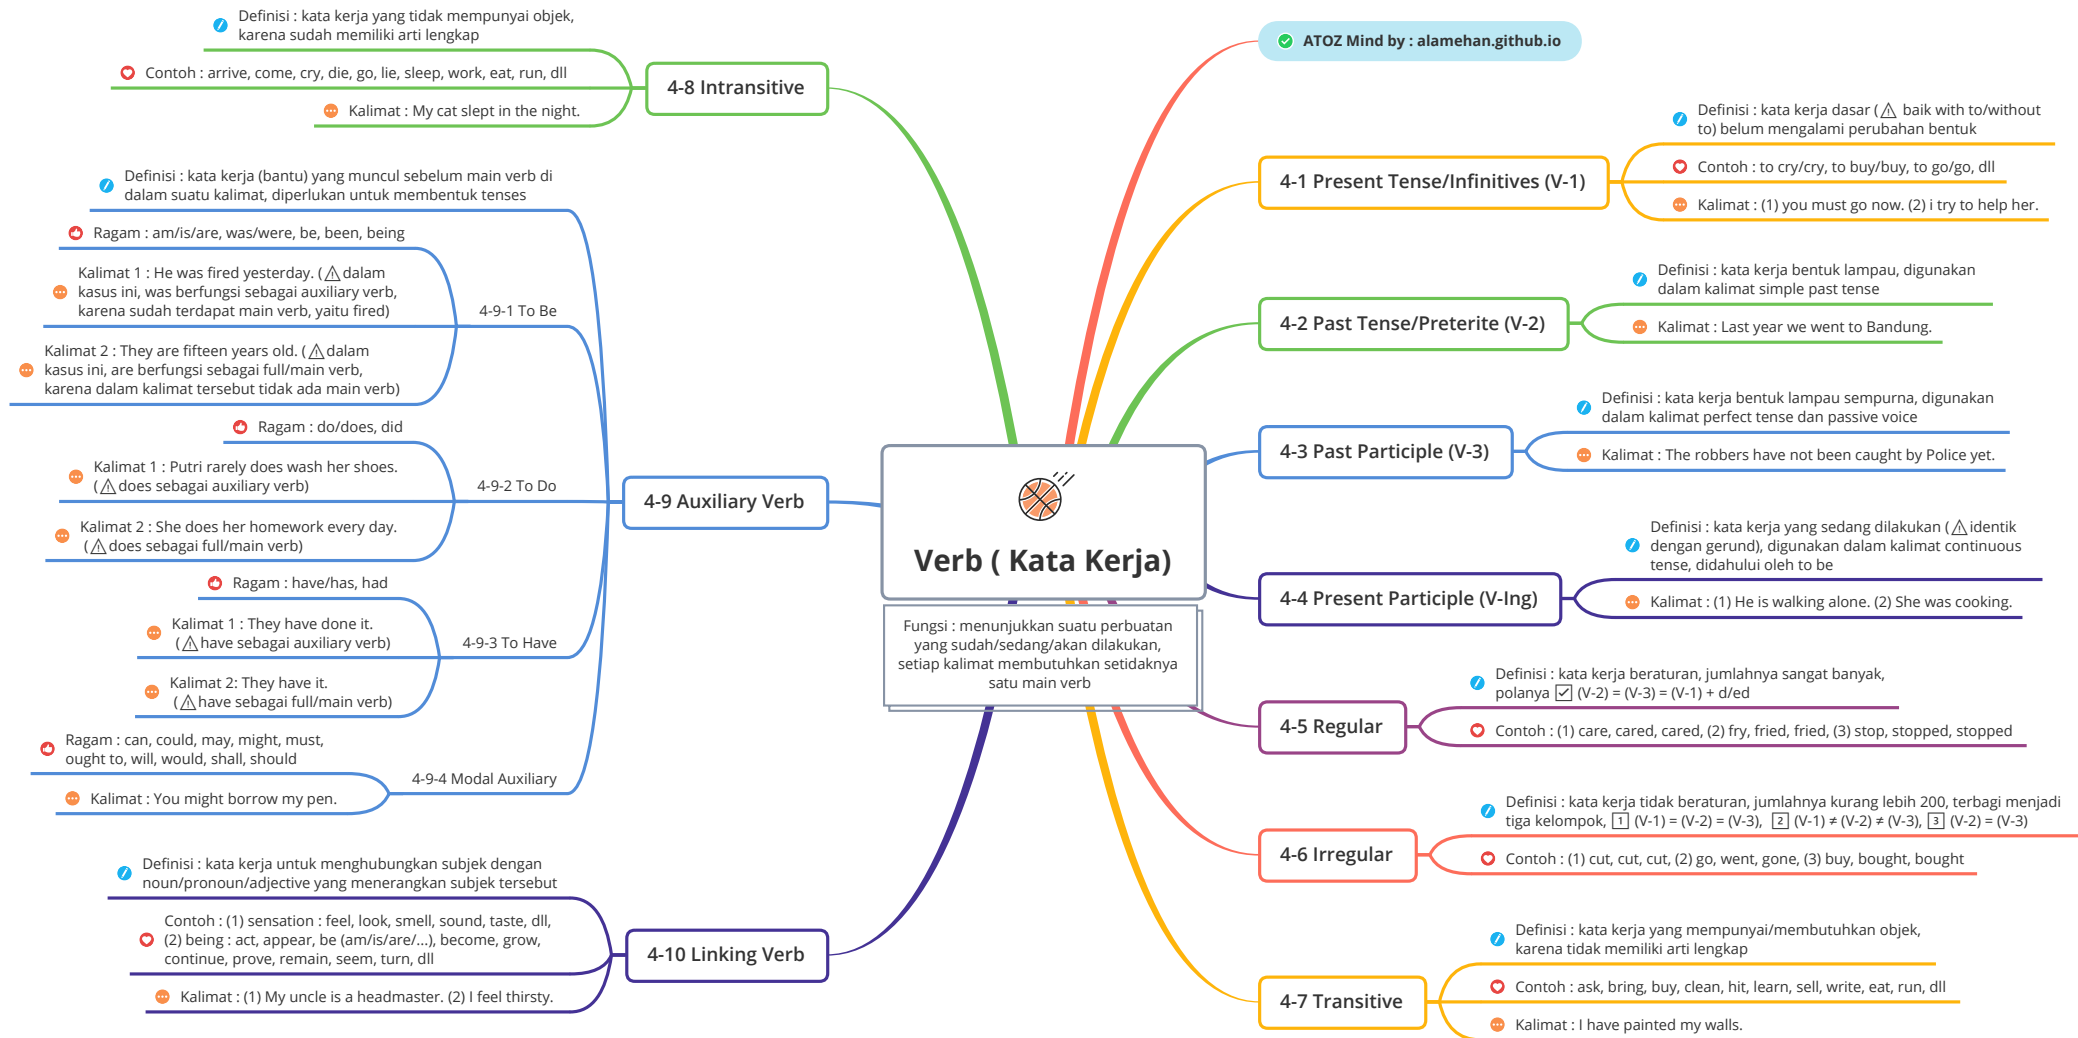 Verb ( Kata Kerja)
Fungsi : menunjukkan suatu perbuatan
yang sudah/sedang/akan dilakukan,
setiap kalimat membutuhkan setidaknya
satu main verb
ATOZ Mind by : alamehan.github.io
4-1 Present Tense/Infinitives (V-1)
Definisi : kata kerja dasar (⚠ baik with to/without
to) belum mengalami perubahan bentuk
Contoh : to cry/cry, to buy/buy, to go/go, dll
Kalimat : (1) you must go now. (2) i try to help her.
4-2 Past Tense/Preterite (V-2)
Definisi : kata kerja bentuk lampau, digunakan
dalam kalimat simple past tense
Kalimat : Last year we went to Bandung.
4-3 Past Participle (V-3)
Definisi : kata kerja bentuk lampau sempurna, digunakan
dalam kalimat perfect tense dan passive voice
Kalimat : The robbers have not been caught by Police yet.
4-4 Present Participle (V-Ing)
Definisi : kata kerja yang sedang dilakukan (⚠identik
dengan gerund), digunakan dalam kalimat continuous
tense, didahului oleh to be
Kalimat : (1) He is walking alone. (2) She was cooking.
4-5 Regular
Definisi : kata kerja beraturan, jumlahnya sangat banyak,
polanya ☑ (V-2) = (V-3) = (V-1) + d/ed
Contoh : (1) care, cared, cared, (2) fry, fried, fried, (3) stop, stopped, stopped
4-6 Irregular
Definisi : kata kerja tidak beraturan, jumlahnya kurang lebih 200, terbagi menjadi
tiga kelompok, 1 (V-1) = (V-2) = (V-3), 2 (V-1) ≠ (V-2) ≠ (V-3), 3 (V-2) = (V-3)
Contoh : (1) cut, cut, cut, (2) go, went, gone, (3) buy, bought, bought
4-7 Transitive
Definisi : kata kerja yang mempunyai/membutuhkan objek,
karena tidak memiliki arti lengkap
Contoh : ask, bring, buy, clean, hit, learn, sell, write, eat, run, dll
Kalimat : I have painted my walls.
4-8 Intransitive
Definisi : kata kerja yang tidak mempunyai objek,
karena sudah memiliki arti lengkap
Contoh : arrive, come, cry, die, go, lie, sleep, work, eat, run, dll
Kalimat : My cat slept in the night.
4-9 Auxiliary Verb
Definisi : kata kerja (bantu) yang muncul sebelum main verb di
dalam suatu kalimat, diperlukan untuk membentuk tenses
4-9-1 To Be
Ragam : am/is/are, was/were, be, been, being
Kalimat 1 : He was fired yesterday. (⚠dalam
kasus ini, was berfungsi sebagai auxiliary verb,
karena sudah terdapat main verb, yaitu fired)
Kalimat 2 : They are fifteen years old. (⚠dalam
kasus ini, are berfungsi sebagai full/main verb,
karena dalam kalimat tersebut tidak ada main verb)
4-9-2 To Do
Ragam : do/does, did
Kalimat 1 : Putri rarely does wash her shoes.
(⚠does sebagai auxiliary verb)
Kalimat 2 : She does her homework every day.
(⚠does sebagai full/main verb)
4-9-3 To Have
Ragam : have/has, had
Kalimat 1 : They have done it.
(⚠have sebagai auxiliary verb)
Kalimat 2: They have it.
(⚠have sebagai full/main verb)
4-9-4 Modal Auxiliary
Ragam : can, could, may, might, must,
ought to, will, would, shall, should
Kalimat : You might borrow my pen.
4-10 Linking Verb
Definisi : kata kerja untuk menghubungkan subjek dengan
noun/pronoun/adjective yang menerangkan subjek tersebut
Contoh : (1) sensation : feel, look, smell, sound, taste, dll,
(2) being : act, appear, be (am/is/are/...), become, grow,
continue, prove, remain, seem, turn, dll
Kalimat : (1) My uncle is a headmaster. (2) I feel thirsty.